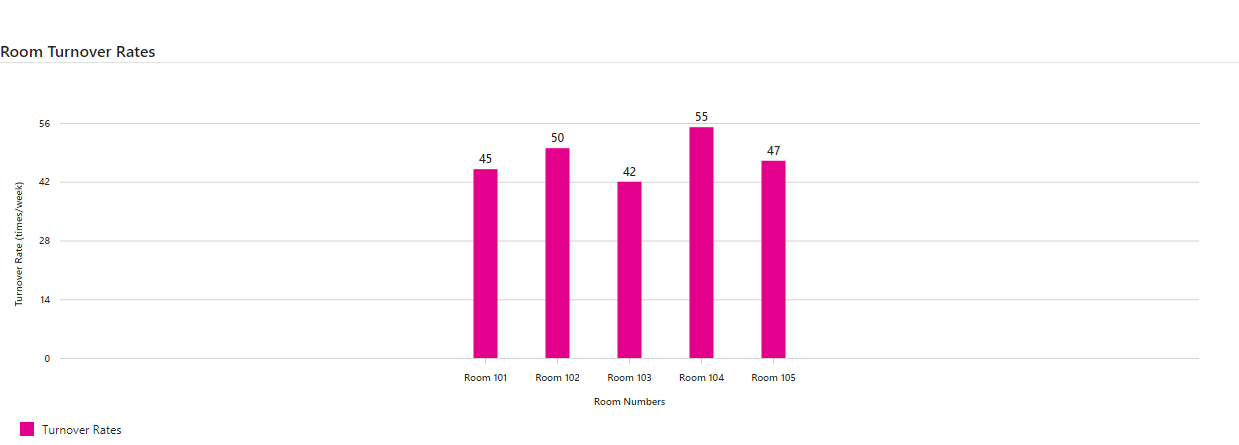 Room Turnover Rates
55
56
50
47
45
42
42
Turnover Rate (times/week)
28
14
0
Room 101 Room 102 Room 103 Room 104 Room 105
Room Numbers
Turnover Rates